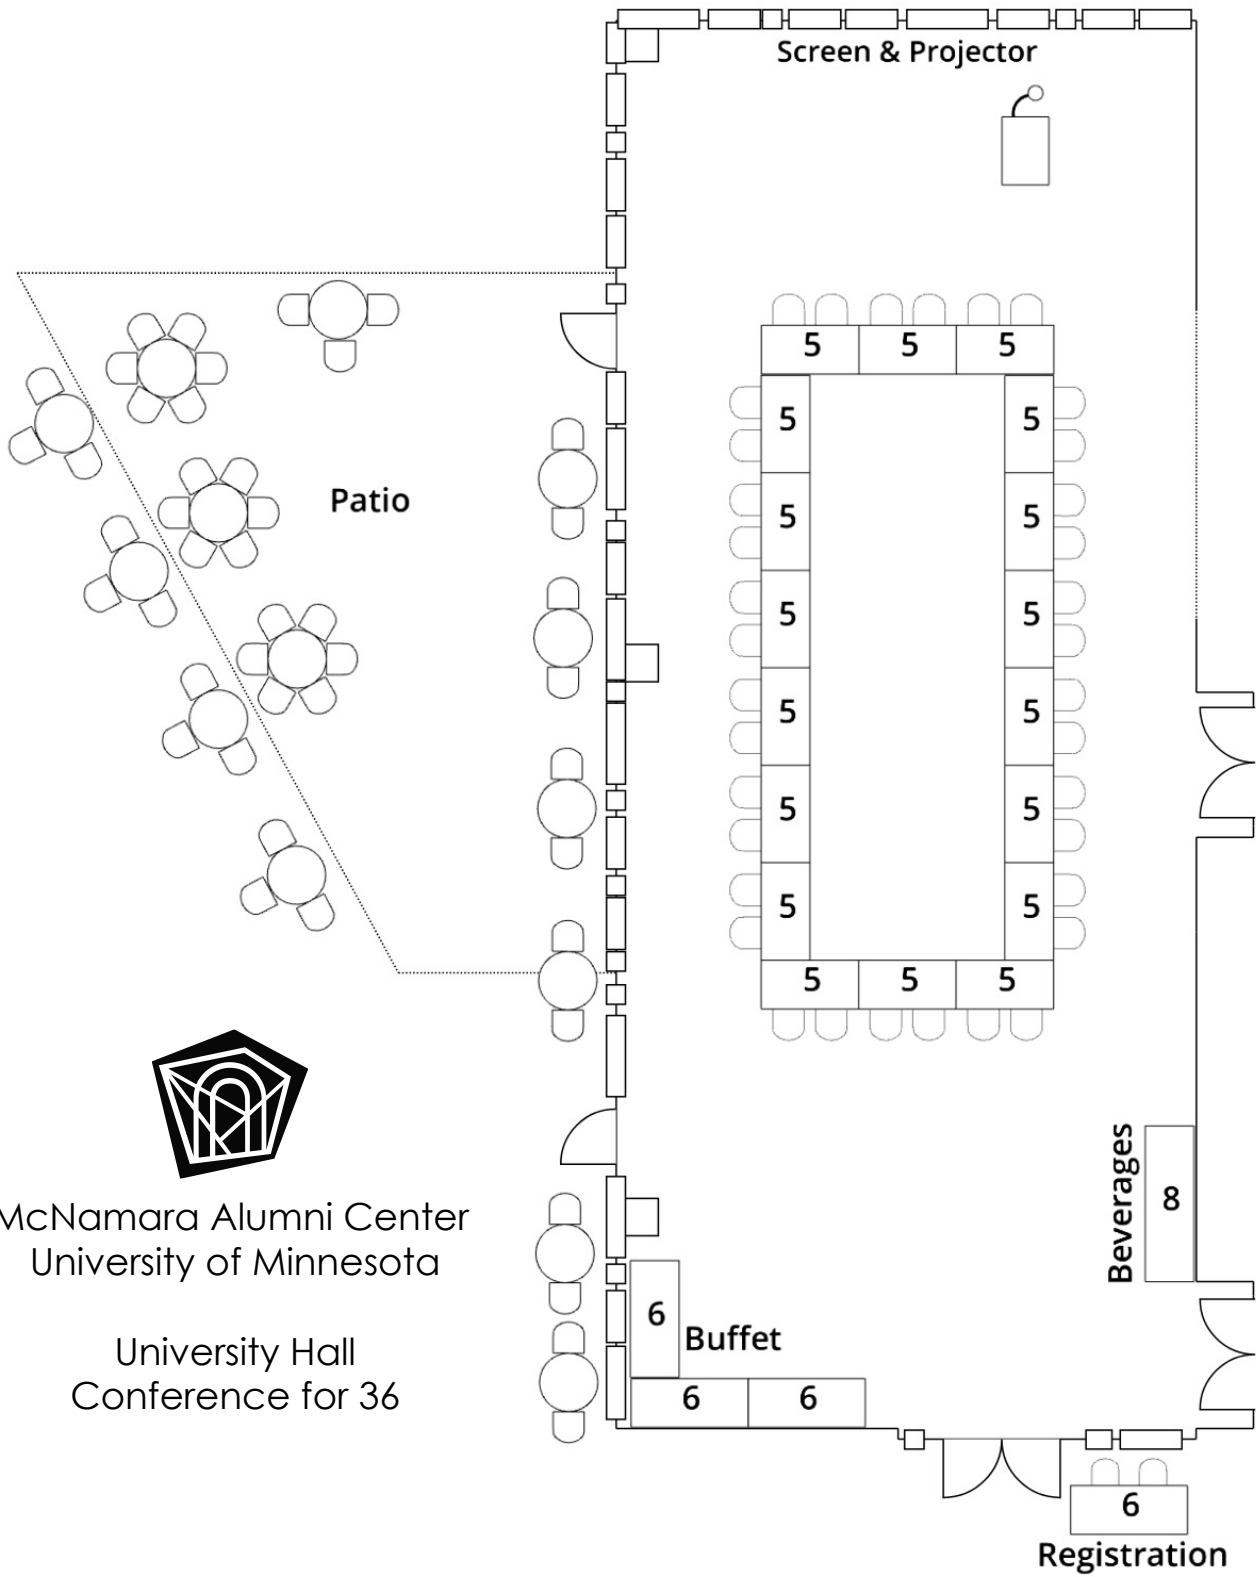 Screen & Projector
5 5 5
5 5
5 5
Patio
5 5
5 5
5 5
5 5
5 5 5
McNamara Alumni Center
University of Minnesota
University Hall
Conference for 36
Beverages
8
6
Buffet
6 6
6
Registration